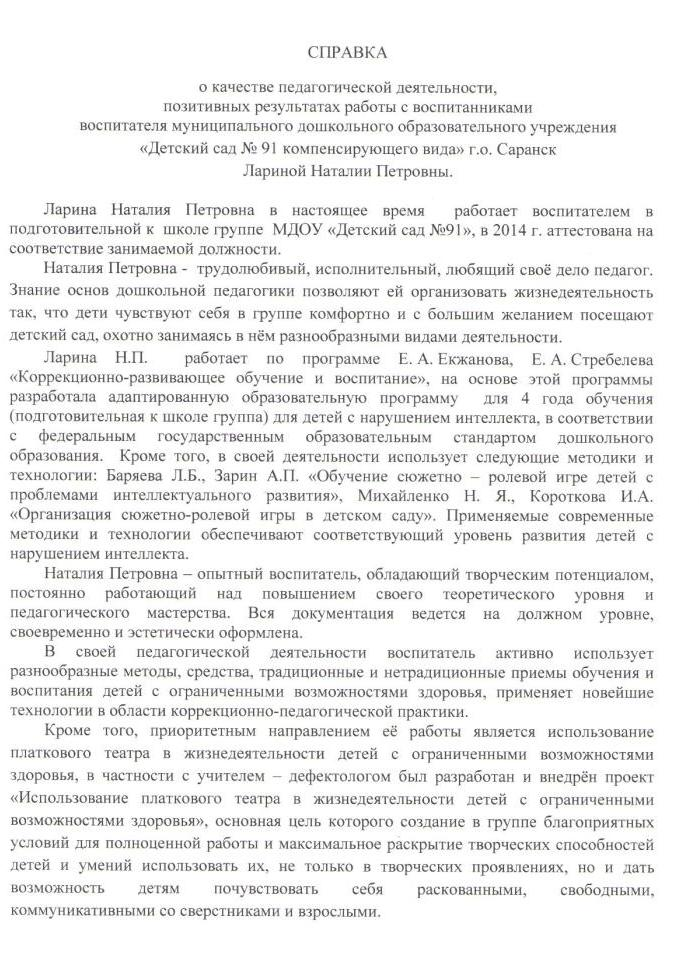 СПРАВКА
о качестве педагогической деятельности,
позитивных результатах работы с воспитанниками
воспитателя муниципального дошкольного образовательного учреждения
«Детский сад № 91 компенсирующего вида» г.о. Саранск
Лариной Наталии Петровны.
Ларина Наталия Петровна в настоящее время работает воспитателем в
подготовительной к школе группе МДОУ «Детский сад №91», в 2014 г. аттестована на
соответствие занимаемой должности.
Наталия Петровна - трудолюбивый, исполнительный, любящий своё дело педагог.
Знание основ дошкольной педагогики позволяют ей организовать жизнедеятельность
так, что дети чувствуют себя в группе комфортно и с большим желанием посещают
детский сад, охотно занимаясь в нём разнообразными видами деятельности.
Ларина Н.П. работает по программе Е. А. Екжанова, Е. А. Стребелева
«Коррекционно-развивающее обучение и воспитание», на основе этой программы
разработала адаптированную образовательную программу для 4 года обучения
(подготовительная к школе группа) для детей с нарушением интеллекта, в соответствии
с федеральным государственным образовательным стандартом дошкольного
образования. Кроме того, в своей деятельности использует следующие методики и
технологии: Баряева Л.Б., Зарин А.П. «Обучение сюжетно – ролевой игре детей с
проблемами интеллектуального развития», Михайленко Н. Я., Короткова И.А.
«Организация сюжетно-ролевой игры в детском саду». Применяемые современные
методики и технологии обеспечивают соответствующий уровень развития детей с
нарушением интеллекта.
Наталия Петровна – опытный воспитатель, обладающий творческим потенциалом,
постоянно работающий над повышением своего теоретического уровня и
педагогического мастерства. Вся документация ведется на должном уровне,
своевременно и эстетически оформлена.
В своей педагогической деятельности воспитатель активно использует
разнообразные методы, средства, традиционные и нетрадиционные приемы обучения и
воспитания детей с ограниченными возможностями здоровья, применяет новейшие
технологии в области коррекционно-педагогической практики.
Кроме того, приоритетным направлением её работы является использование
платкового театра в жизнедеятельности детей с ограниченными возможностями
здоровья, в частности с учителем – дефектологом был разработан и внедрён проект
«Использование платкового театра в жизнедеятельности детей с ограниченными
возможностями здоровья», основная цель которого создание в группе благоприятных
условий для полноценной работы и максимальное раскрытие творческих способностей
детей и умений использовать их, не только в творческих проявлениях, но и дать
возможность детям почувствовать себя раскованными, свободными,
коммуникативными со сверстниками и взрослыми.